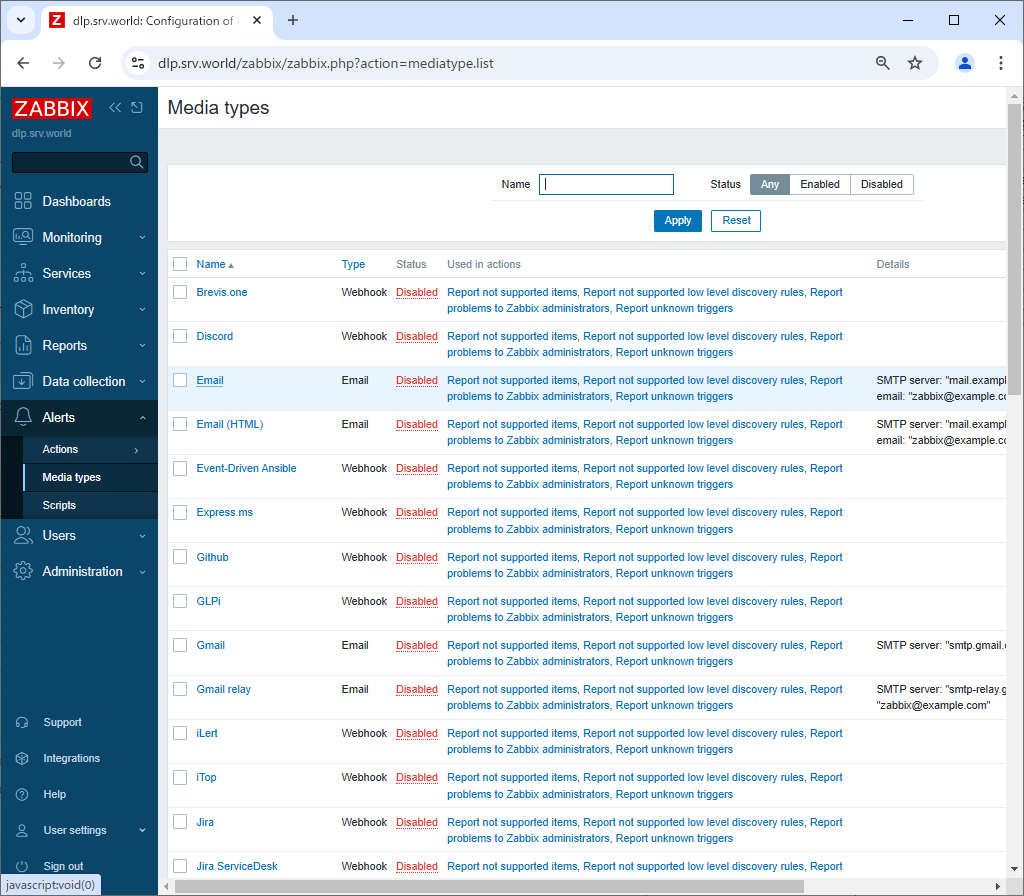 dlp.srv.world: Configuration of
dlp.srv.world/zabbix/zabbix.php?action=mediatype.list
ZABBIX
dlp.srv.world
Dashboards
Monitoring
Services
Inventory
Reports
Data collection
Alerts
Actions
Media types
Scripts
Users
Administration
Support
Integrations
Help
User settings
Sign out
javascript:void(0)
Media types
Name
Status Any Enabled Disabled
Apply Reset
Name Type Status Used in actions Details
Brevis.one Webhook Disabled Report not supported items, Report not supported low level discovery rules, Report
problems to Zabbix administrators, Report unknown triggers
Discord Webhook Disabled Report not supported items, Report not supported low level discovery rules, Report
problems to Zabbix administrators, Report unknown triggers
Email Email Disabled Report not supported items, Report not supported low level discovery rules, Report SMTP server: "mail.examp
problems to Zabbix administrators, Report unknown triggers email: "zabbix@example.co
Email (HTML) Email Disabled Report not supported items, Report not supported low level discovery rules, Report SMTP server: "mail.examp
problems to Zabbix administrators, Report unknown triggers email: "zabbix@example.co
Event-Driven Ansible Webhook Disabled Report not supported items, Report not supported low level discovery rules, Report
problems to Zabbix administrators, Report unknown triggers
Express.ms Webhook Disabled Report not supported items, Report not supported low level discovery rules, Report
problems to Zabbix administrators, Report unknown triggers
Github Webhook Disabled Report not supported items, Report not supported low level discovery rules, Report
problems to Zabbix administrators, Report unknown triggers
GLPi Webhook Disabled Report not supported items, Report not supported low level discovery rules, Report
problems to Zabbix administrators, Report unknown triggers
Gmail Email Disabled Report not supported items, Report not supported low level discovery rules, Report SMTP server: "smtp.gmail.
problems to Zabbix administrators, Report unknown triggers
Gmail relay Email Disabled Report not supported items, Report not supported low level discovery rules, Report SMTP server: "smtp-relay.g
problems to Zabbix administrators, Report unknown triggers "zabbix@example.com"
iLert Webhook Disabled Report not supported items, Report not supported low level discovery rules, Report
problems to Zabbix administrators, Report unknown triggers
iTop Webhook Disabled Report not supported items, Report not supported low level discovery rules, Report
problems to Zabbix administrators, Report unknown triggers
Jira Webhook Disabled Report not supported items, Report not supported low level discovery rules, Report
problems to Zabbix administrators, Report unknown triggers
Jira ServiceDesk Webhook Disabled Report not supported items, Report not supported low level discovery rules, Report